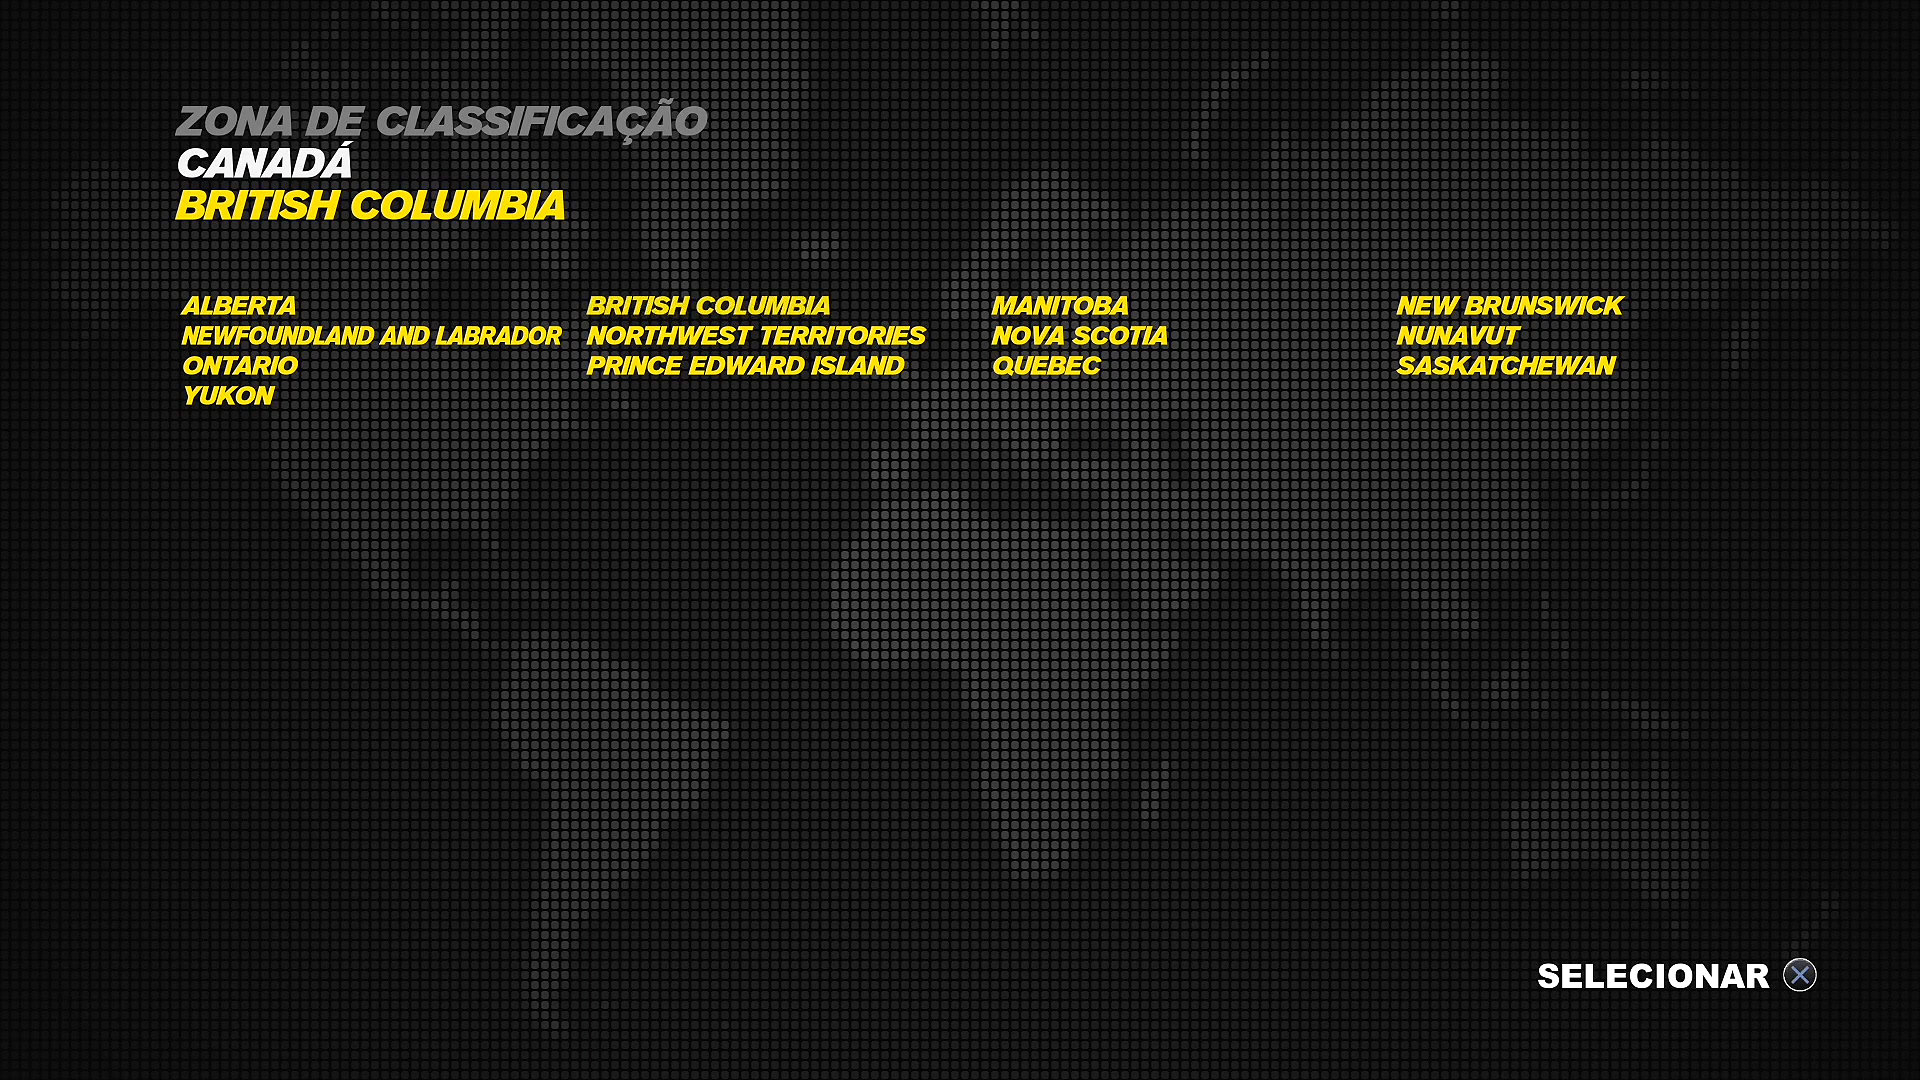 ZONA DE CLASSIFICAÇÃO
CANADÁ
BRITISH COLUMBIA
ALBERTA BRITISH COLUMBIA MANITOBA NEW BRUNSWICK
NEWFOUNDLAND AND LABRADOR NORTHWEST TERRITORIES NOVA SCOTIA NUNAVUT
ONTARIO PRINCE EDWARD ISLAND QUEBEC SASKATCHEWAN
YUKON
SELECIONAR